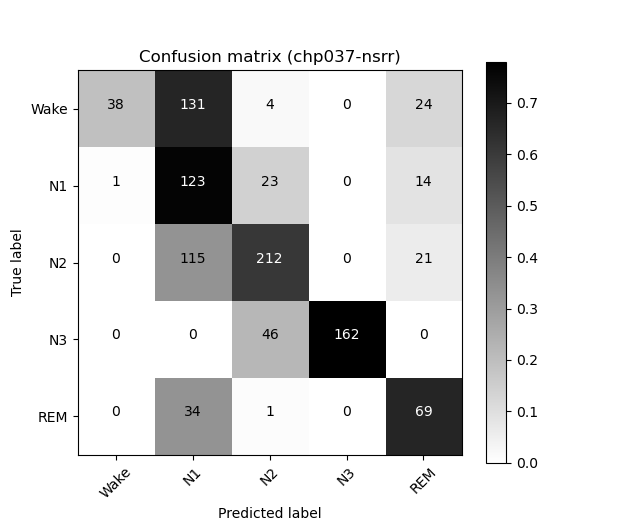 Confusion matrix (chp037-nsrr)
Wake 38 131 4 0 24
N1 1 123 23 0 14
N2 0 115 212 0 21
N3 0 0 46 162 0
REM 0 34 1 0 69
Wake N1 N2 N3 REM
Predicted label
True label
0.7
0.6
0.5
0.4
0.3
0.2
0.1
0.0